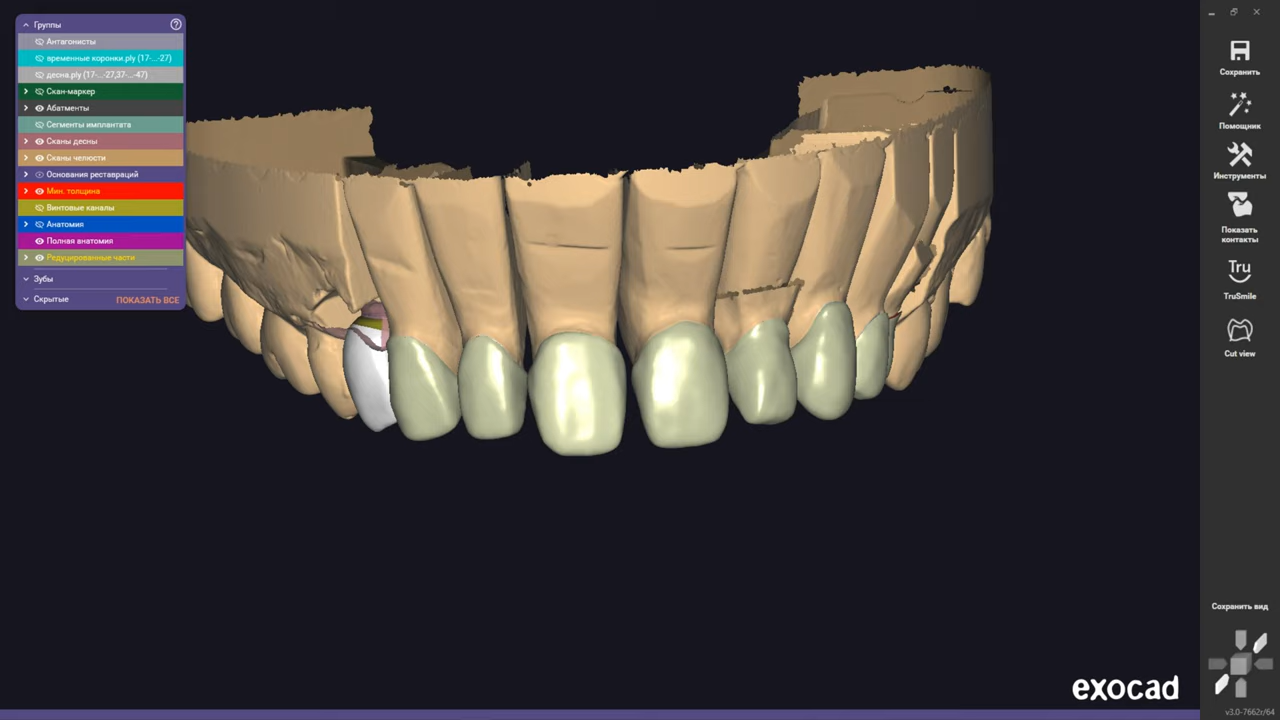 Группы
Антагонисты
временные коронки.ply (17-...-27)
десна.ply (17-...-27,37-...-47)
Скан-маркер
Абатменты
Сегменты имплантата
Сканы десны
Сканы челюсти
Основания реставраций
Мин. толщина
Винтовые каналы
Анатомия
Полная анатомия
Редуцированные части
Зубы
Скрытые ПОКАЗАТЬ ВСЕ
Сохранить
Помощник
Инструменты
Показать
контакты
Tru
TruSmile
Cut view
Сохранить вид
exocad
v3.0-7662r/64